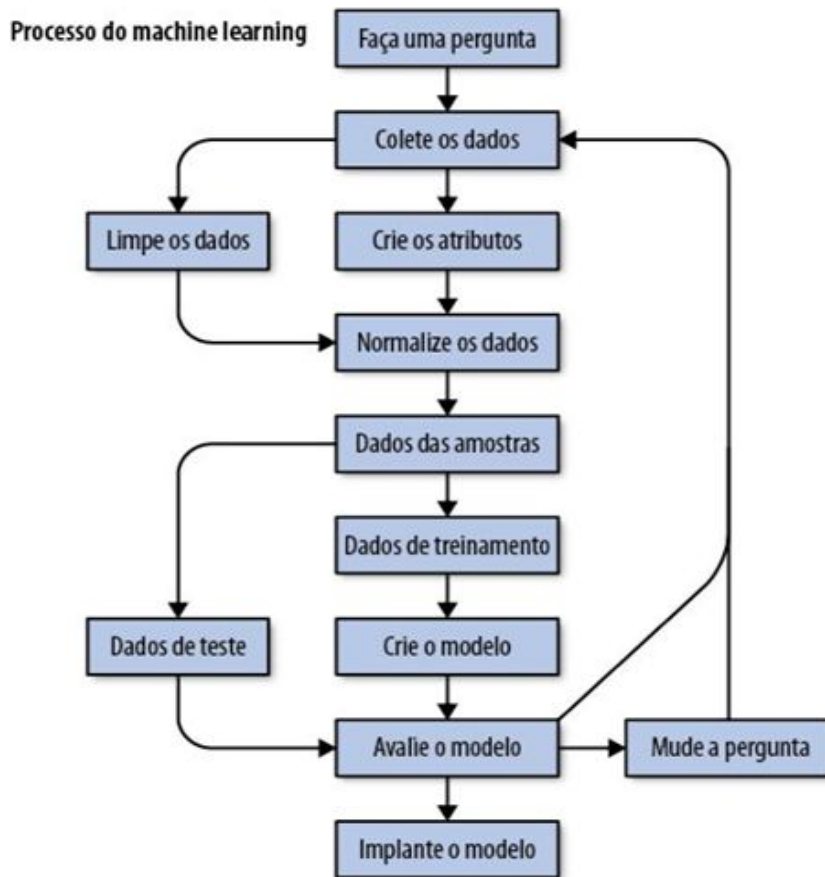 Processo do machine learning
Faça uma pergunta
Colete os dados
Limpe os dados
Crie os atributos
Normalize os dados
Dados das amostras
Dados de treinamento
Dados de teste
Crie o modelo
Avalie o modelo
Mude a pergunta
Implante o modelo